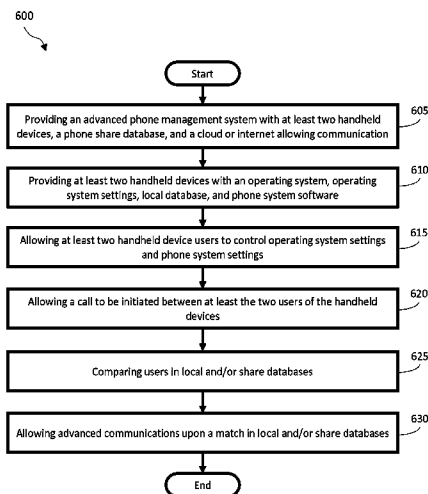 600
Start
605
Providing an advanced phone management system with at least two handheld
devices, a phone share database, and a cloud or internet allowing communication
610
Providing at least two handheld devices with an operating system, operating
system settings, local database, and phone system software
615
Allowing at least two handheld device users to control operating system settings
and phone system settings
620
Allowing a call to be initiated between at least the two users of the handheld
devices
625
Comparing users in local and/or share databases
630
Allowing advanced communications upon a match in local and/or share databases
End